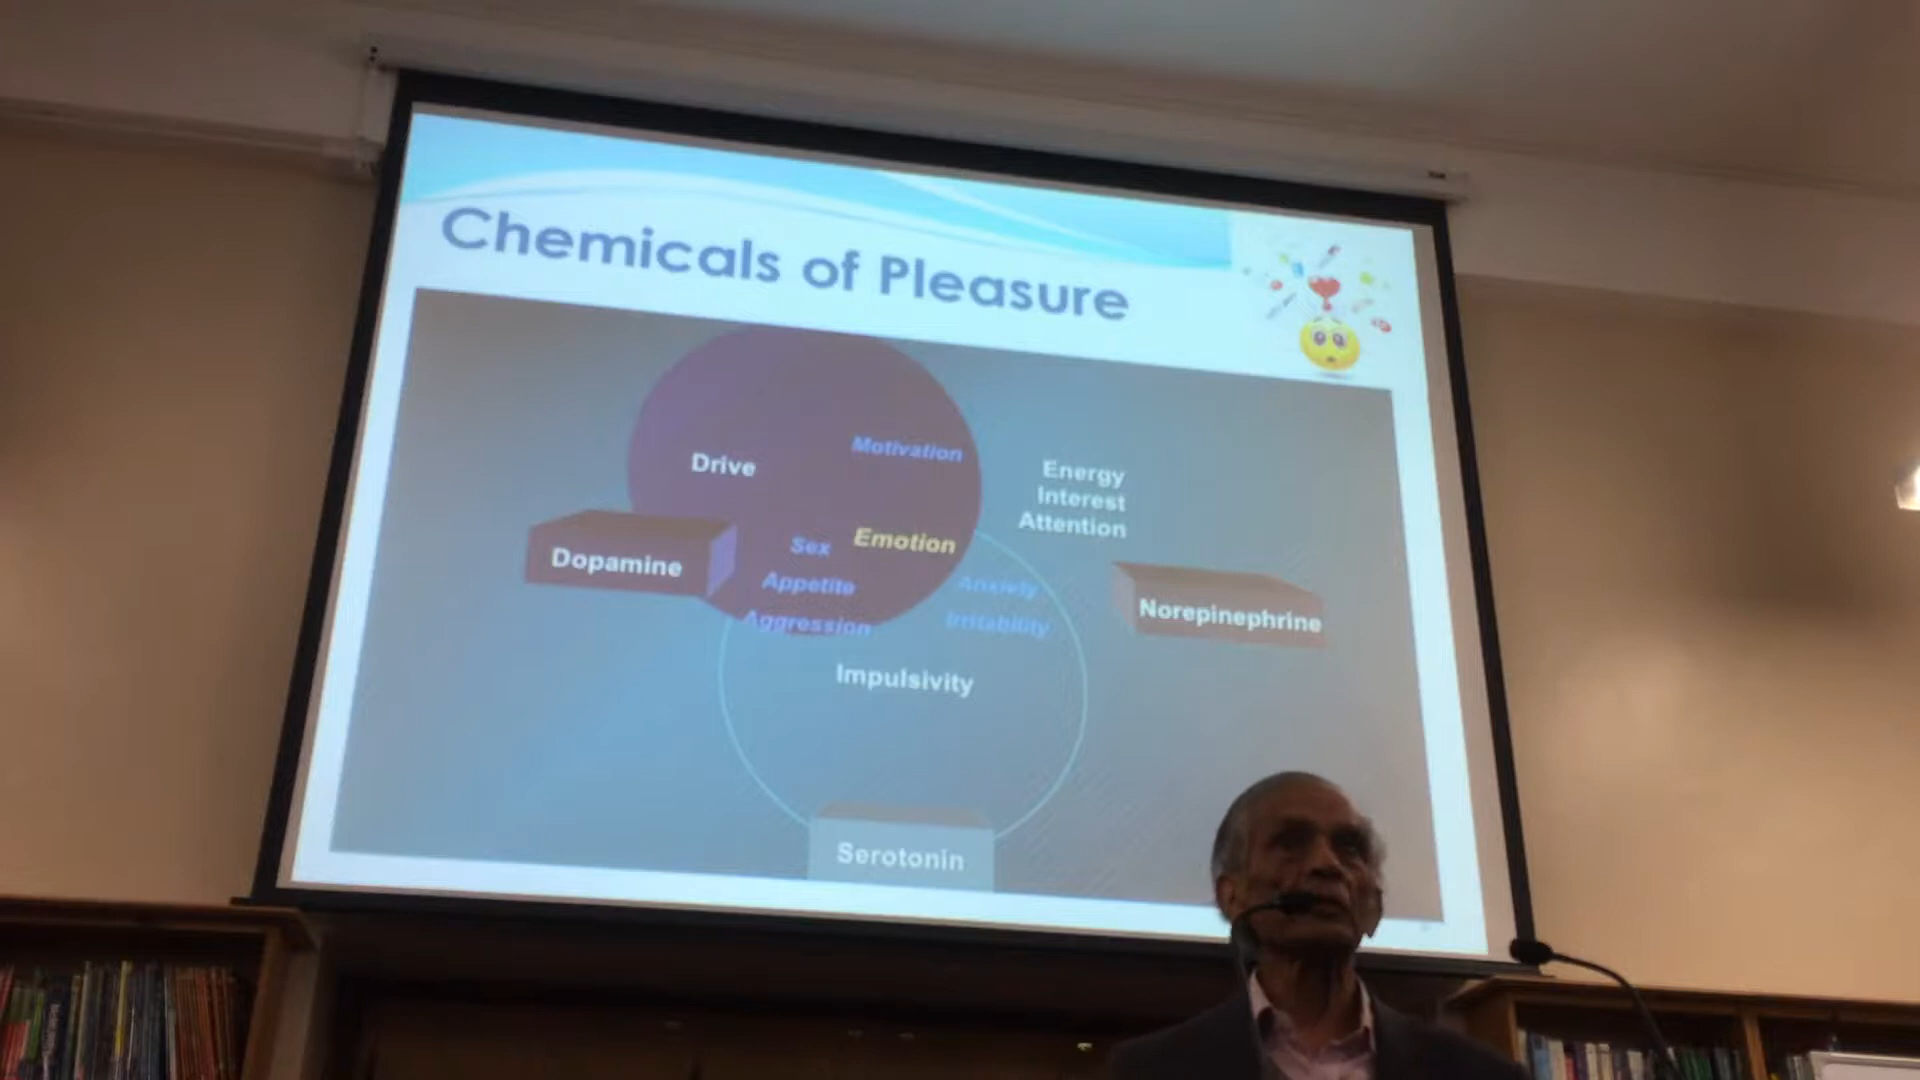 Chemicals of Pleasure
Drive
Motivation
Energy
Interest
Attention
Dopamine
Sex
Emotion
Appetite
Anxiety
Aggression
Irritability
Norepinephrine
Impulsivity
Serotonin